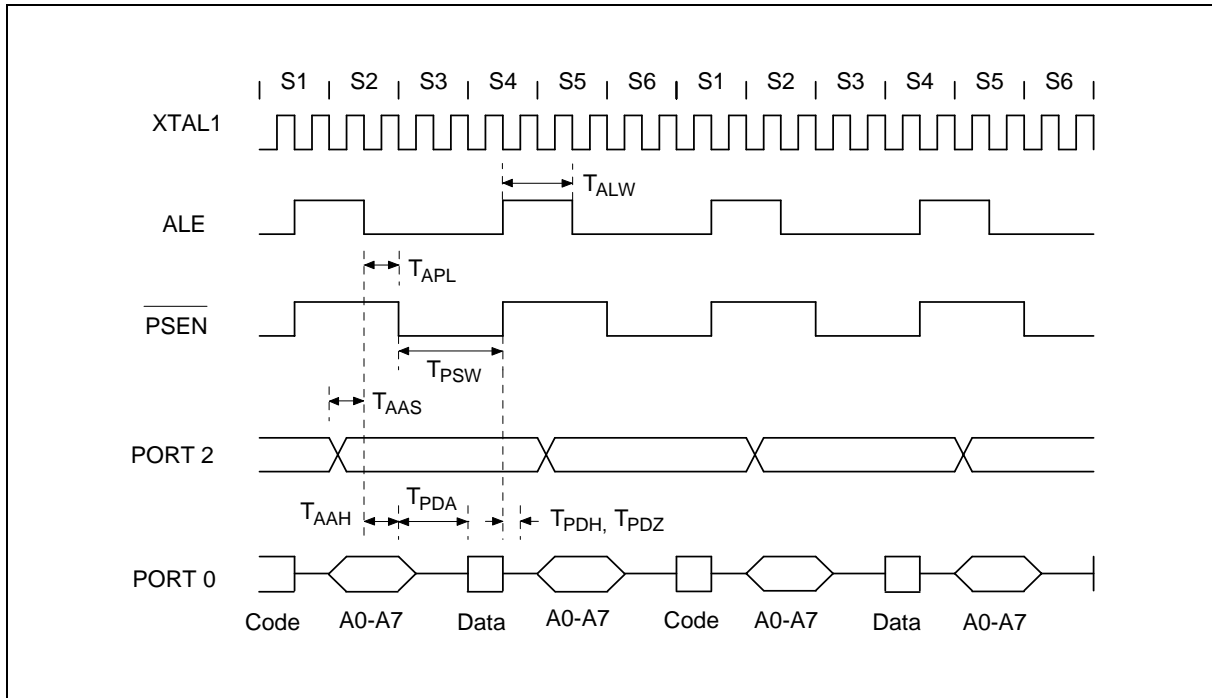 S1 S2 S3 S4 S5 S6 S1 S2 S3 S4 S5 S6
XTAL1
TALW
ALE
TAPL
PSEN
TPSW
TAAS
PORT 2
TAAH TPDA TPDH, TPDZ
PORT 0
Code A0-A7 Data A0-A7 Code A0-A7 Data A0-A7